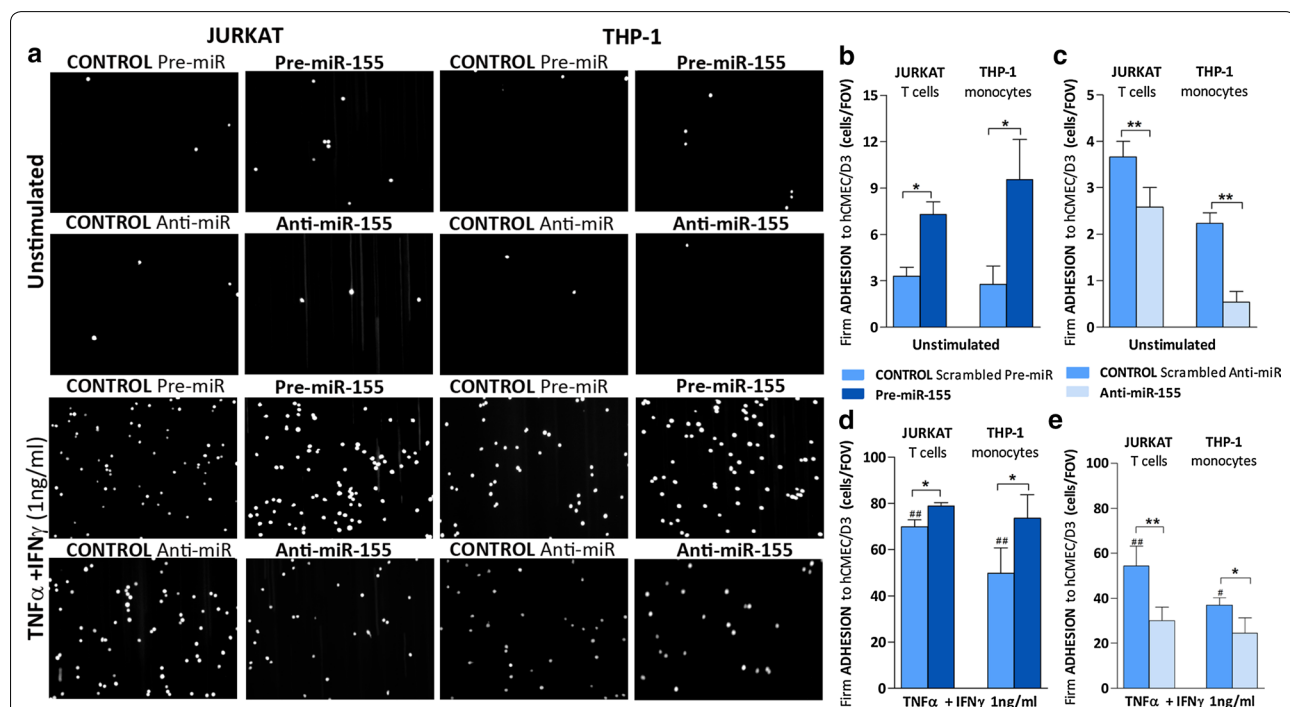 a
JURKAT
THP-1
CONTROL Pre-miR
Pre-miR-155
CONTROL Pre-miR
Pre-miR-155
Unstimulated
CONTROL Anti-miR
Anti-miR-155
CONTROL Anti-miR
Anti-miR-155
CONTROL Pre-miR
Pre-miR-155
CONTROL Pre-miR
Pre-miR-155
TNFα +IFNγ (1ng/ml)
CONTROL Anti-miR
Anti-miR-155
CONTROL Anti-miR
Anti-miR-155
b
JURKAT
T cells
THP-1
monocytes
Firm ADHESION to hCMEC/D3 (cells/FOV)
15
12
9
6
3
0
*
*
Unstimulated
CONTROL Scrambled Pre-miR
Pre-miR-155
c
JURKAT
T cells
THP-1
monocytes
Firm ADHESION to hCMEC/D3 (cells/FOV)
5
4
3
2
1
0
**
**
Unstimulated
CONTROL Scrambled Anti-miR
Anti-miR-155
d
JURKAT
T cells
THP-1
monocytes
Firm ADHESION to hCMEC/D3 (cells/FOV)
100
80
60
40
20
0
*
##
*
##
TNFα + IFNγ 1ng/ml
e
JURKAT
T cells
THP-1
monocytes
Firm ADHESION to hCMEC/D3 (cells/FOV)
100
80
60
40
20
0
**
##
*
#
TNFα + IFNγ 1ng/ml